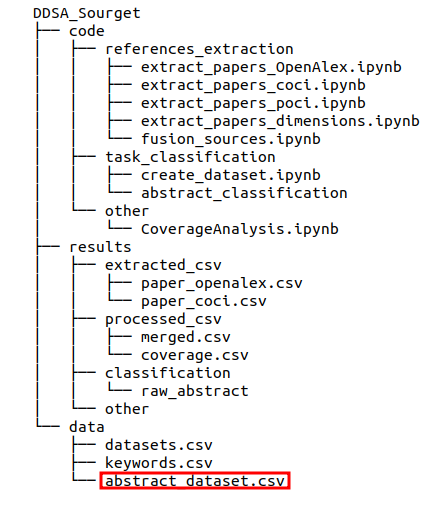 DDSA_Sourget
├── code
│   ├── references_extraction
│   │   ├── extract_papers_OpenAlex.ipynb
│   │   ├── extract_papers_coci.ipynb
│   │   ├── extract_papers_poci.ipynb
│   │   ├── extract_papers_dimensions.ipynb
│   │   └── fusion_sources.ipynb
│   ├── task_classification
│   │   ├── create_dataset.ipynb
│   │   └── abstract_classification
│   └── other
│       └── CoverageAnalysis.ipynb
├── results
│   ├── extracted_csv
│   │   ├── paper_openalex.csv
│   │   └── paper_coci.csv
│   ├── processed_csv
│   │   ├── merged.csv
│   │   └── coverage.csv
│   ├── classification
│   │   └── raw_abstract
│   └── other
└── data
    ├── datasets.csv
    ├── keywords.csv
    └── abstract_dataset.csv